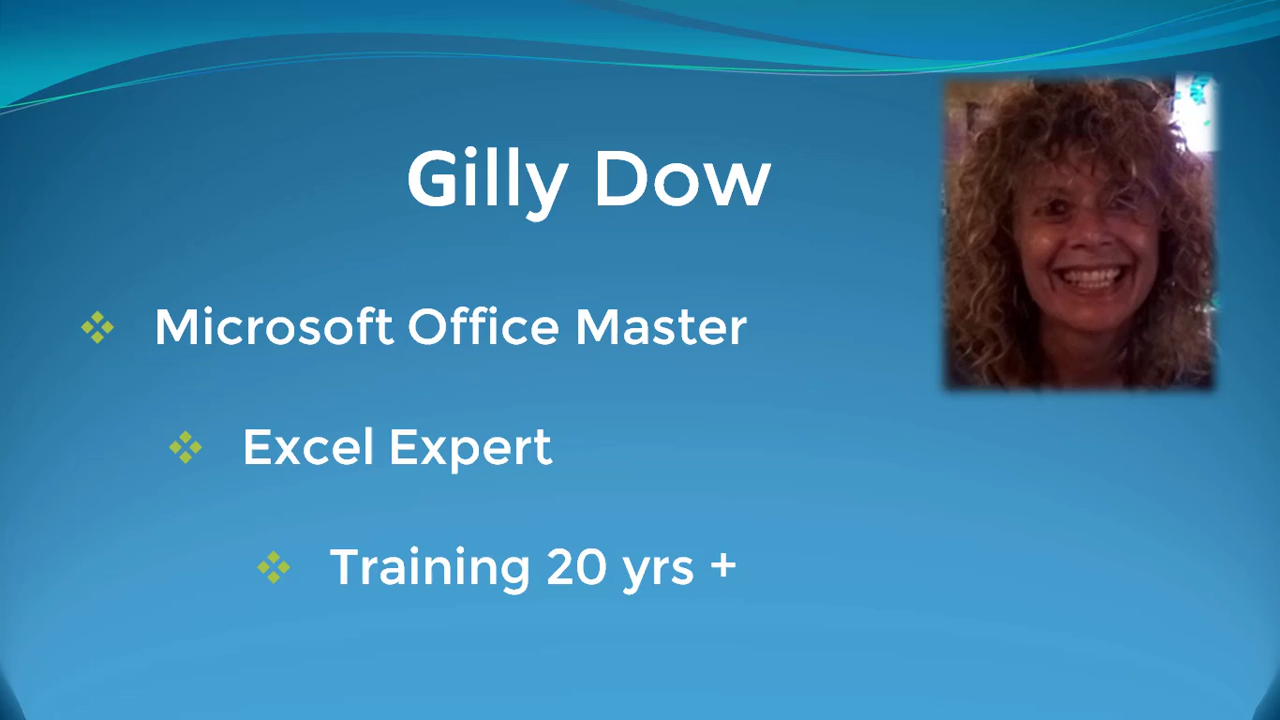 Gilly Dow
Microsoft Office Master
Excel Expert
Training 20 yrs +